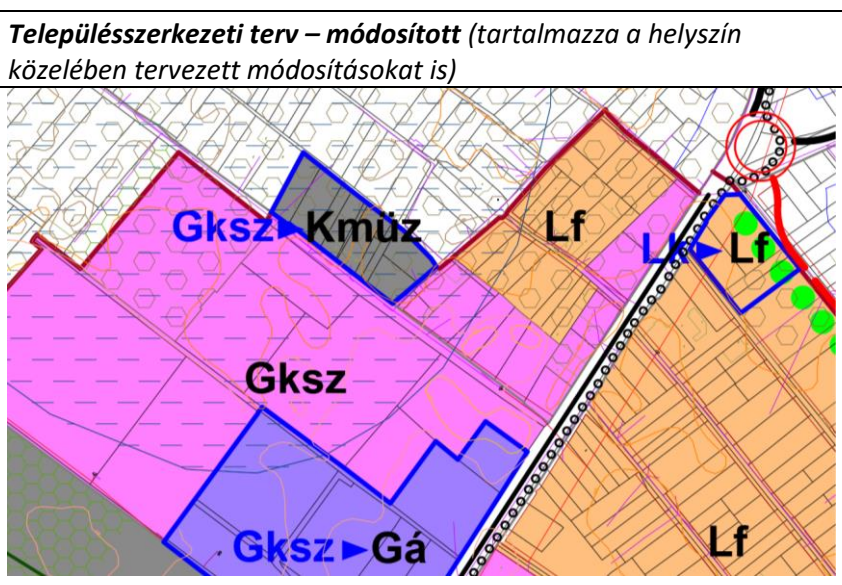 Településszerkezeti terv – módosított (tartalmazza a helyszín
közelében tervezett módosításokat is)
Gksz►Kmüz
Lf
Lk►Lf
Gksz
Gksz►Gá
Lf